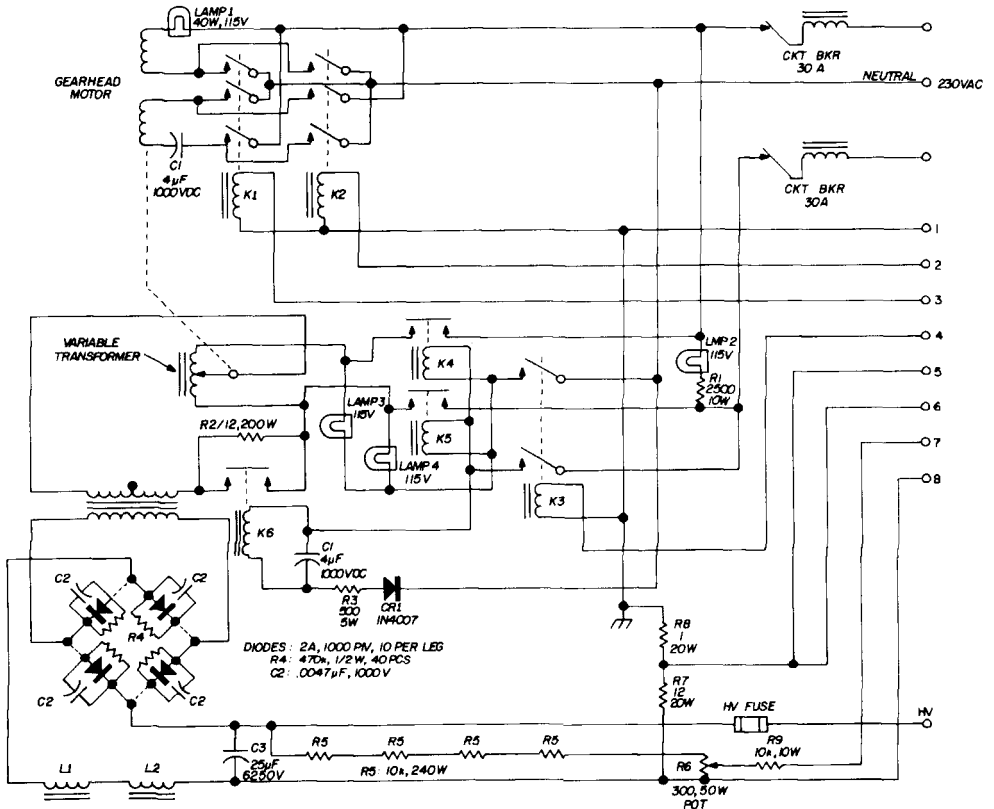 LAMP 1
40W, 115V
CKT BKR
30 A
GEARHEAD
MOTOR
NEUTRAL
230VAC
C1
4µF
1000VDC
K1
K2
CKT BKR
30A
1
2
3
VARIABLE
TRANSFORMER
K4
LMP 2
115V
4
R1
2500
10W
5
LAMP3
115V
R2/12,200W
K5
6
LAMP 4
115V
7
K3
8
K6
C1
4µF
1000VDC
R3
500
5W
CR1
1N4007
C2
C2
R4
C2
C2
DIODES: 2A, 1000 PIV, 10 PER LEG
R4: 470k, 1/2 W, 40 PCS
C2: .0047µF, 1000 V
R8
1
20W
R7
12
20W
HV FUSE
HV
C3
25µF
6250V
R5
R5
R5
R5
R5: 10k, 240W
R9
10k, 10W
R6
300, 50W
POT
L1
L2